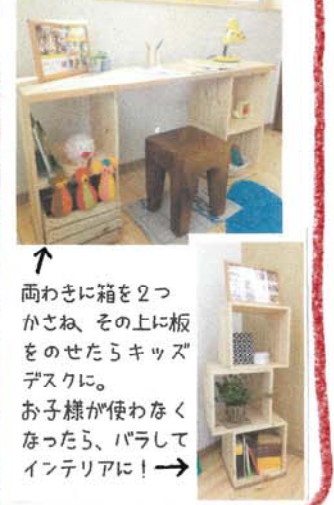 ↑
両わきに箱を2つ
かさね、その上に板
をのせたらキッズ
デスクに。
お子様が使わなく
なったら、バラして
インテリアに!→